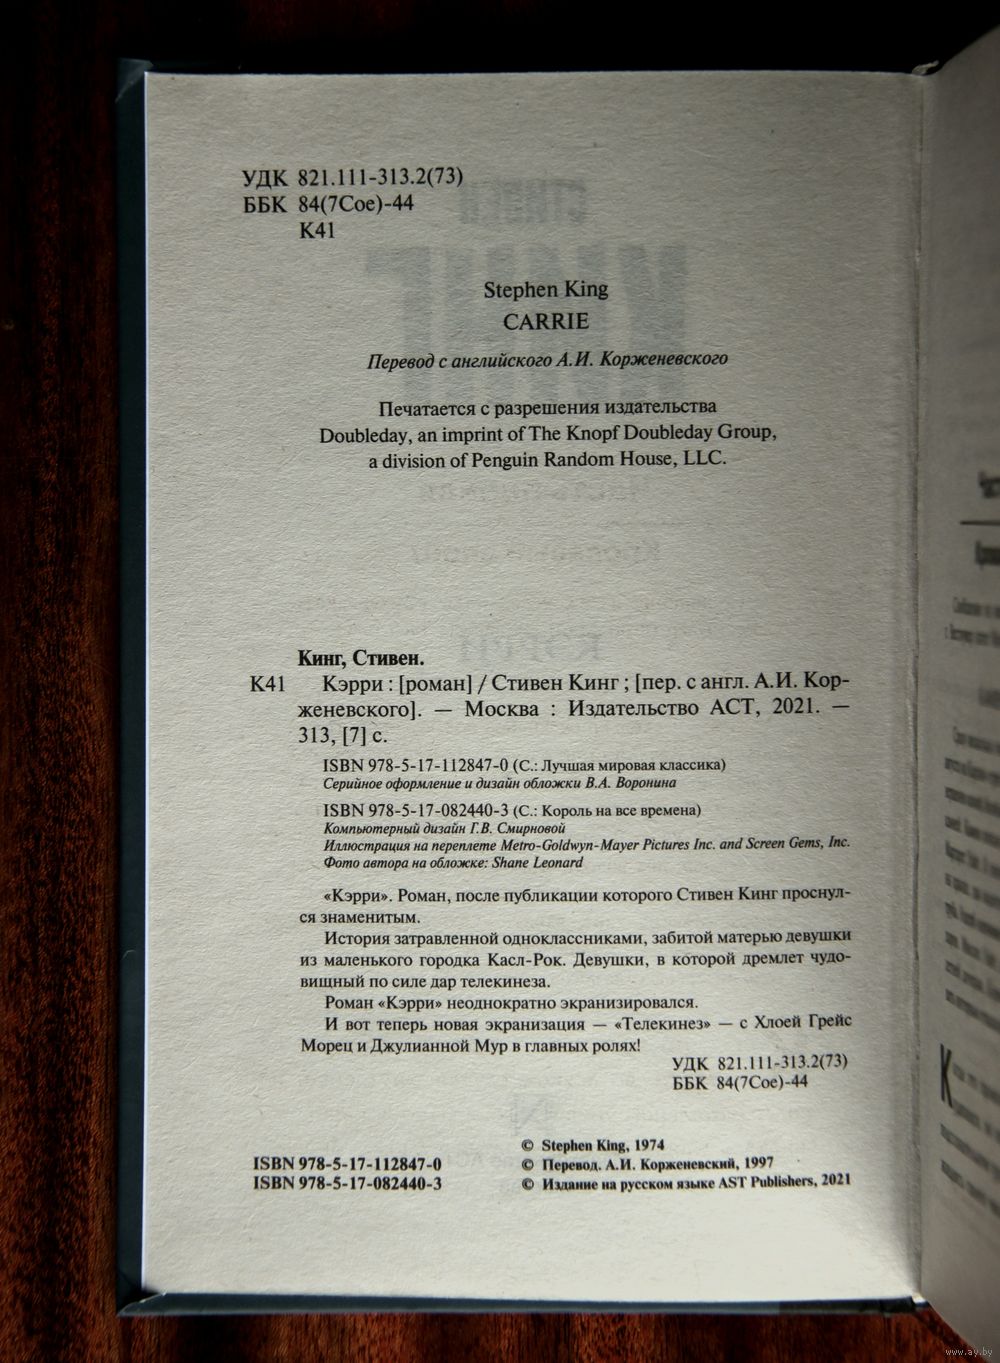 УДК 821.111-313.2(73)
ББК 84(7Сое)-44
К41
Stephen King
CARRIE
Перевод с английского А.И. Корженевского
Печатается с разрешения издательства
Doubleday, an imprint of The Knopf Doubleday Group,
a division of Penguin Random House, LLC.
Кинг, Стивен.
К41 Кэрри : [роман] / Стивен Кинг ; [пер. с англ. А.И. Кор-
женевского]. — Москва : Издательство АСТ, 2021. —
313, [7] с.
ISBN 978-5-17-112847-0 (С.: Лучшая мировая классика)
Серийное оформление и дизайн обложки В.А. Воронина
ISBN 978-5-17-082440-3 (С.: Король на все времена)
Компьютерный дизайн Г.В. Смирновой
Иллюстрация на переплете Metro-Goldwyn-Mayer Pictures Inc. and Screen Gems, Inc.
Фото автора на обложке: Shane Leonard
«Кэрри». Роман, после публикации которого Стивен Кинг проснул-
ся знаменитым.
История затравленной одноклассниками, забитой матерью девушки
из маленького городка Касл-Рок. Девушки, в которой дремлет чудо-
вищный по силе дар телекинеза.
Роман «Кэрри» неоднократно экранизировался.
И вот теперь новая экранизация — «Телекинез» — с Хлоей Грейс
Морец и Джулианной Мур в главных ролях!
УДК 821.111-313.2(73)
ББК 84(7Сое)-44
ISBN 978-5-17-112847-0
ISBN 978-5-17-082440-3
© Stephen King, 1974
© Перевод. А.И. Корженевский, 1997
© Издание на русском языке AST Publishers, 2021
www.ay.by